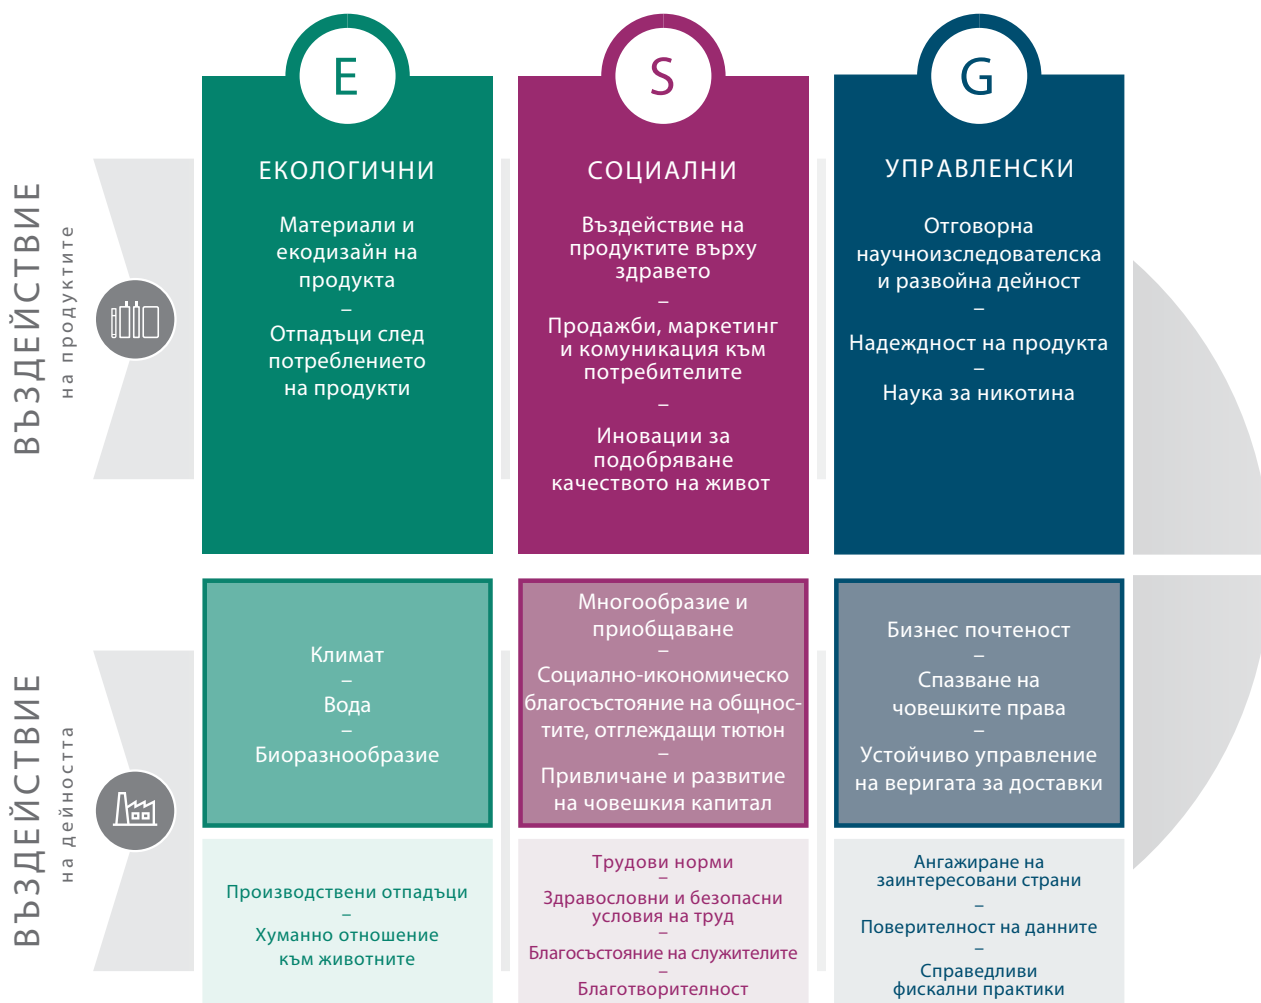 E
ЕКОЛОГИЧНИ
Материали и
екодизайн на
продукта
–
Отпадъци след
потреблението
на продукти
S
СОЦИАЛНИ
Въздействие на
продуктите върху
здравето
–
Продажби, маркетинг
и комуникация към
потребителите
–
Иновации за
подобряване
качеството на живот
G
УПРАВЛЕНСКИ
Отговорна
научноизследователска
и развойна дейност
–
Надеждност на продукта
–
Наука за никотина
ВЪЗДЕЙСТВИЕ
на продуктите
Климат
–
Вода
–
Биоразнообразие
Многообразие и
приобщаване
–
Социално-икономическо
благосъстояние на общнос-
тите, отглеждащи тютюн
–
Привличане и развитие
на човешкия капитал
Бизнес почтеност
–
Спазване на
човешките права
–
Устойчиво управление
на веригата за доставки
ВЪЗДЕЙСТВИЕ
на дейността
Производствени отпадъци
–
Хуманно отношение
към животните
Трудови норми
–
Здравословни и безопасни
условия на труд
–
Благосъстояние на служителите
–
Благотворителност
Ангажиране на
заинтересовани страни
–
Поверителност на данните
–
Справедливи
фискални практики